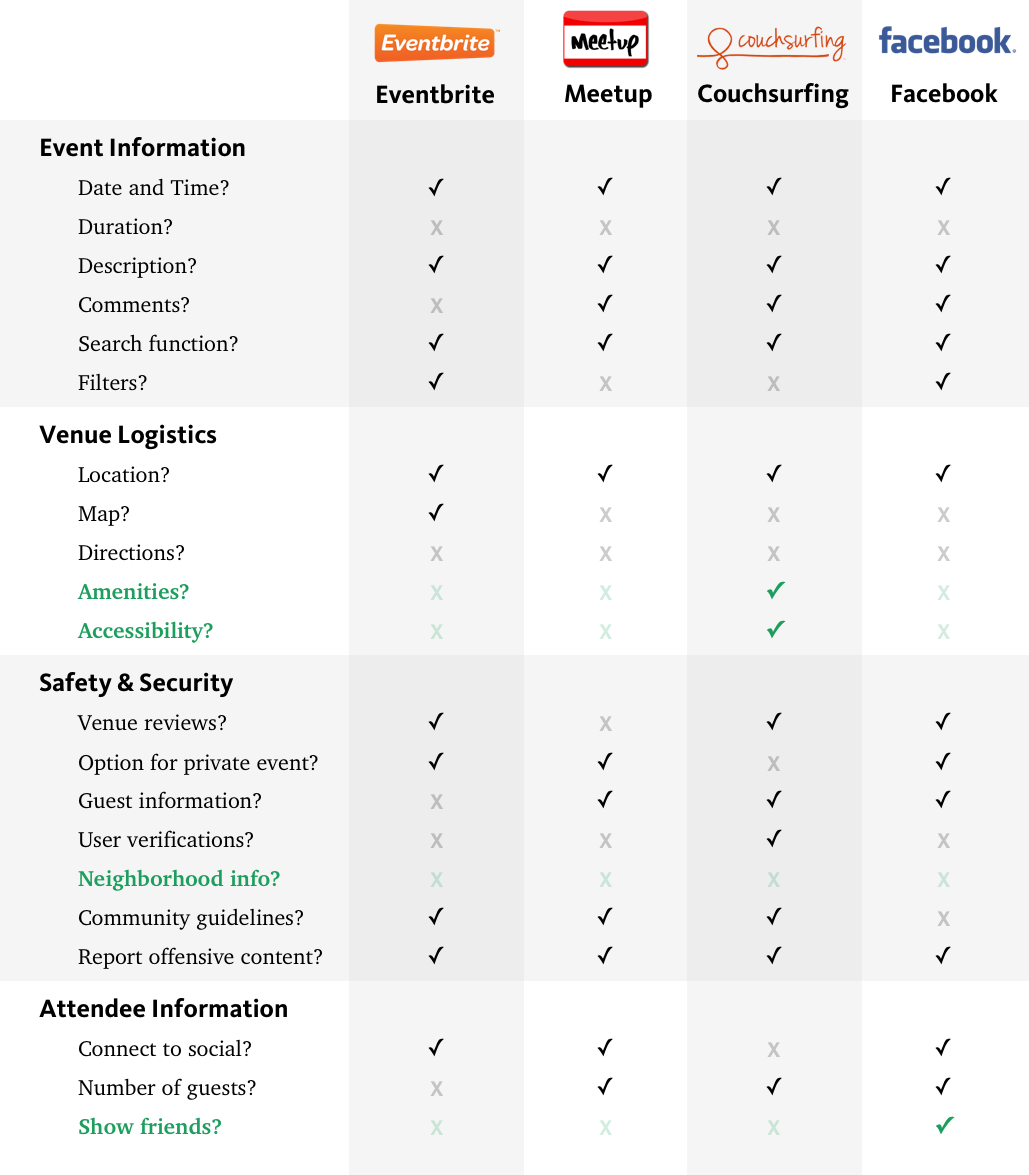 Eventbrite™ Meetup couchsurfing facebook.
Eventbrite Meetup Couchsurfing Facebook
Event Information
Date and Time? ✓ ✓ ✓ ✓
Duration? X X X X
Description? ✓ ✓ ✓ ✓
Comments? X ✓ ✓ ✓
Search function? ✓ ✓ ✓ ✓
Filters? ✓ X X ✓
Venue Logistics
Location? ✓ ✓ ✓ ✓
Map? ✓ X X X
Directions? X X X X
Amenities? X X ✓ X
Accessibility? X X ✓ X
Safety & Security
Venue reviews? ✓ X ✓ ✓
Option for private event? ✓ ✓ X ✓
Guest information? X ✓ ✓ ✓
User verifications? X X ✓ X
Neighborhood info? X X X X
Community guidelines? ✓ ✓ ✓ X
Report offensive content? ✓ ✓ ✓ ✓
Attendee Information
Connect to social? ✓ ✓ X ✓
Number of guests? X ✓ ✓ ✓
Show friends? X X X ✓